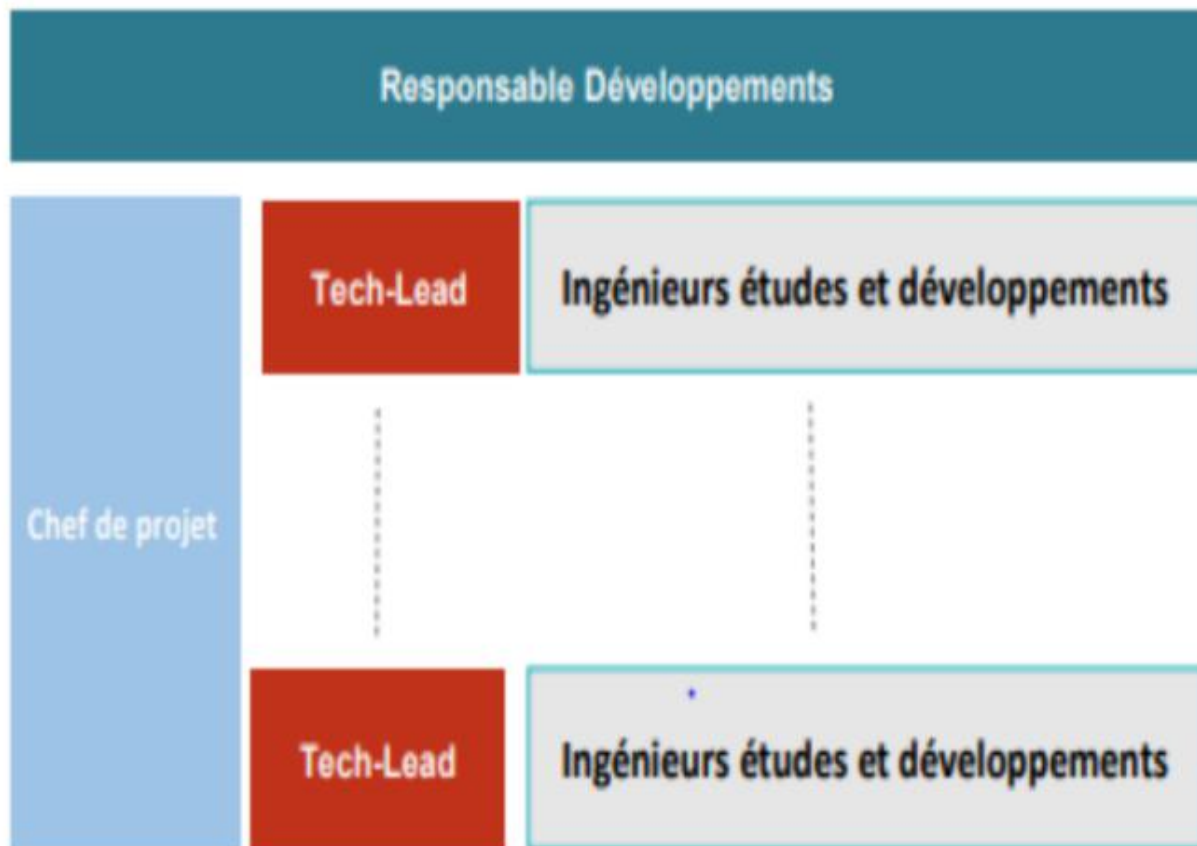 Responsable Développements
Tech-Lead
Ingénieurs études et développements
Chef de projet
Tech-Lead
Ingénieurs études et développements